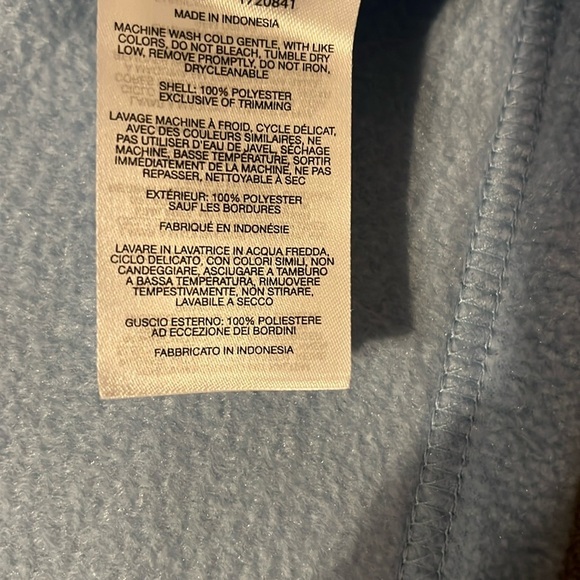 1720841
MADE IN INDONESIA
MACHINE WASH COLD GENTLE, WITH LIKE
COLORS, DO NOT BLEACH, TUMBLE DRY
LOW, REMOVE PROMPTLY, DO NOT IRON,
DRYCLEANABLE
SHELL: 100% POLYESTER
EXCLUSIVE OF TRIMMING
LAVAGE MACHINE À FROID, CYCLE DÉLICAT,
AVEC DES COULEURS SIMILAIRES, NE
PAS UTILISER D'EAU DE JAVEL, SÉCHAGE
MACHINE, BASSE TEMPÉRATURE, SORTIR
IMMÉDIATEMENT DE LA MACHINE, NE PAS
REPASSER, NETTOYABLE À SEC
EXTÉRIEUR: 100% POLYESTER
SAUF LES BORDURES
FABRIQUÉ EN INDONÉSIE
LAVARE IN LAVATRICE IN ACQUA FREDDA,
CICLO DELICATO, CON COLORI SIMILI, NON
CANDEGGIARE, ASCIUGARE A TAMBURO
A BASSA TEMPERATURA, RIMUOVERE
TEMPESTIVAMENTE, NON STIRARE,
LAVABILE A SECCO
GUSCIO ESTERNO: 100% POLIESTERE
AD ECCEZIONE DEI BORDINI
FABBRICATO IN INDONESIA